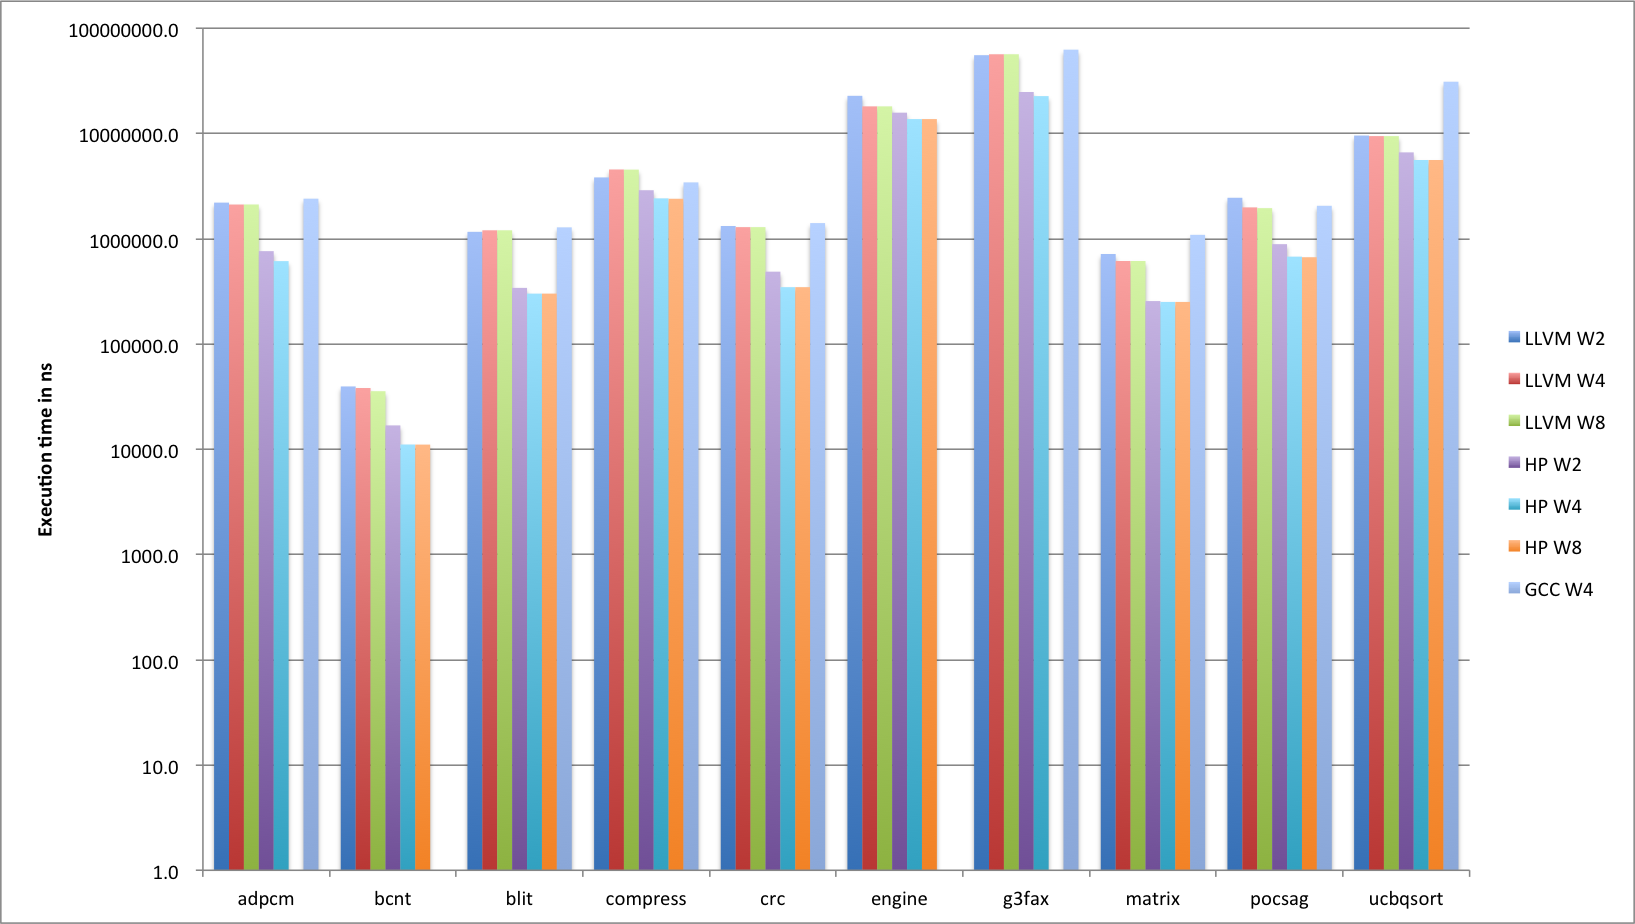 100000000.0
10000000.0
1000000.0
100000.0
10000.0
1000.0
100.0
10.0
1.0
Execution time in ns
adpcm
bcnt
blit
compress
crc
engine
g3fax
matrix
pocsag
ucbqsort
LLVM W2
LLVM W4
LLVM W8
HP W2
HP W4
HP W8
GCC W4